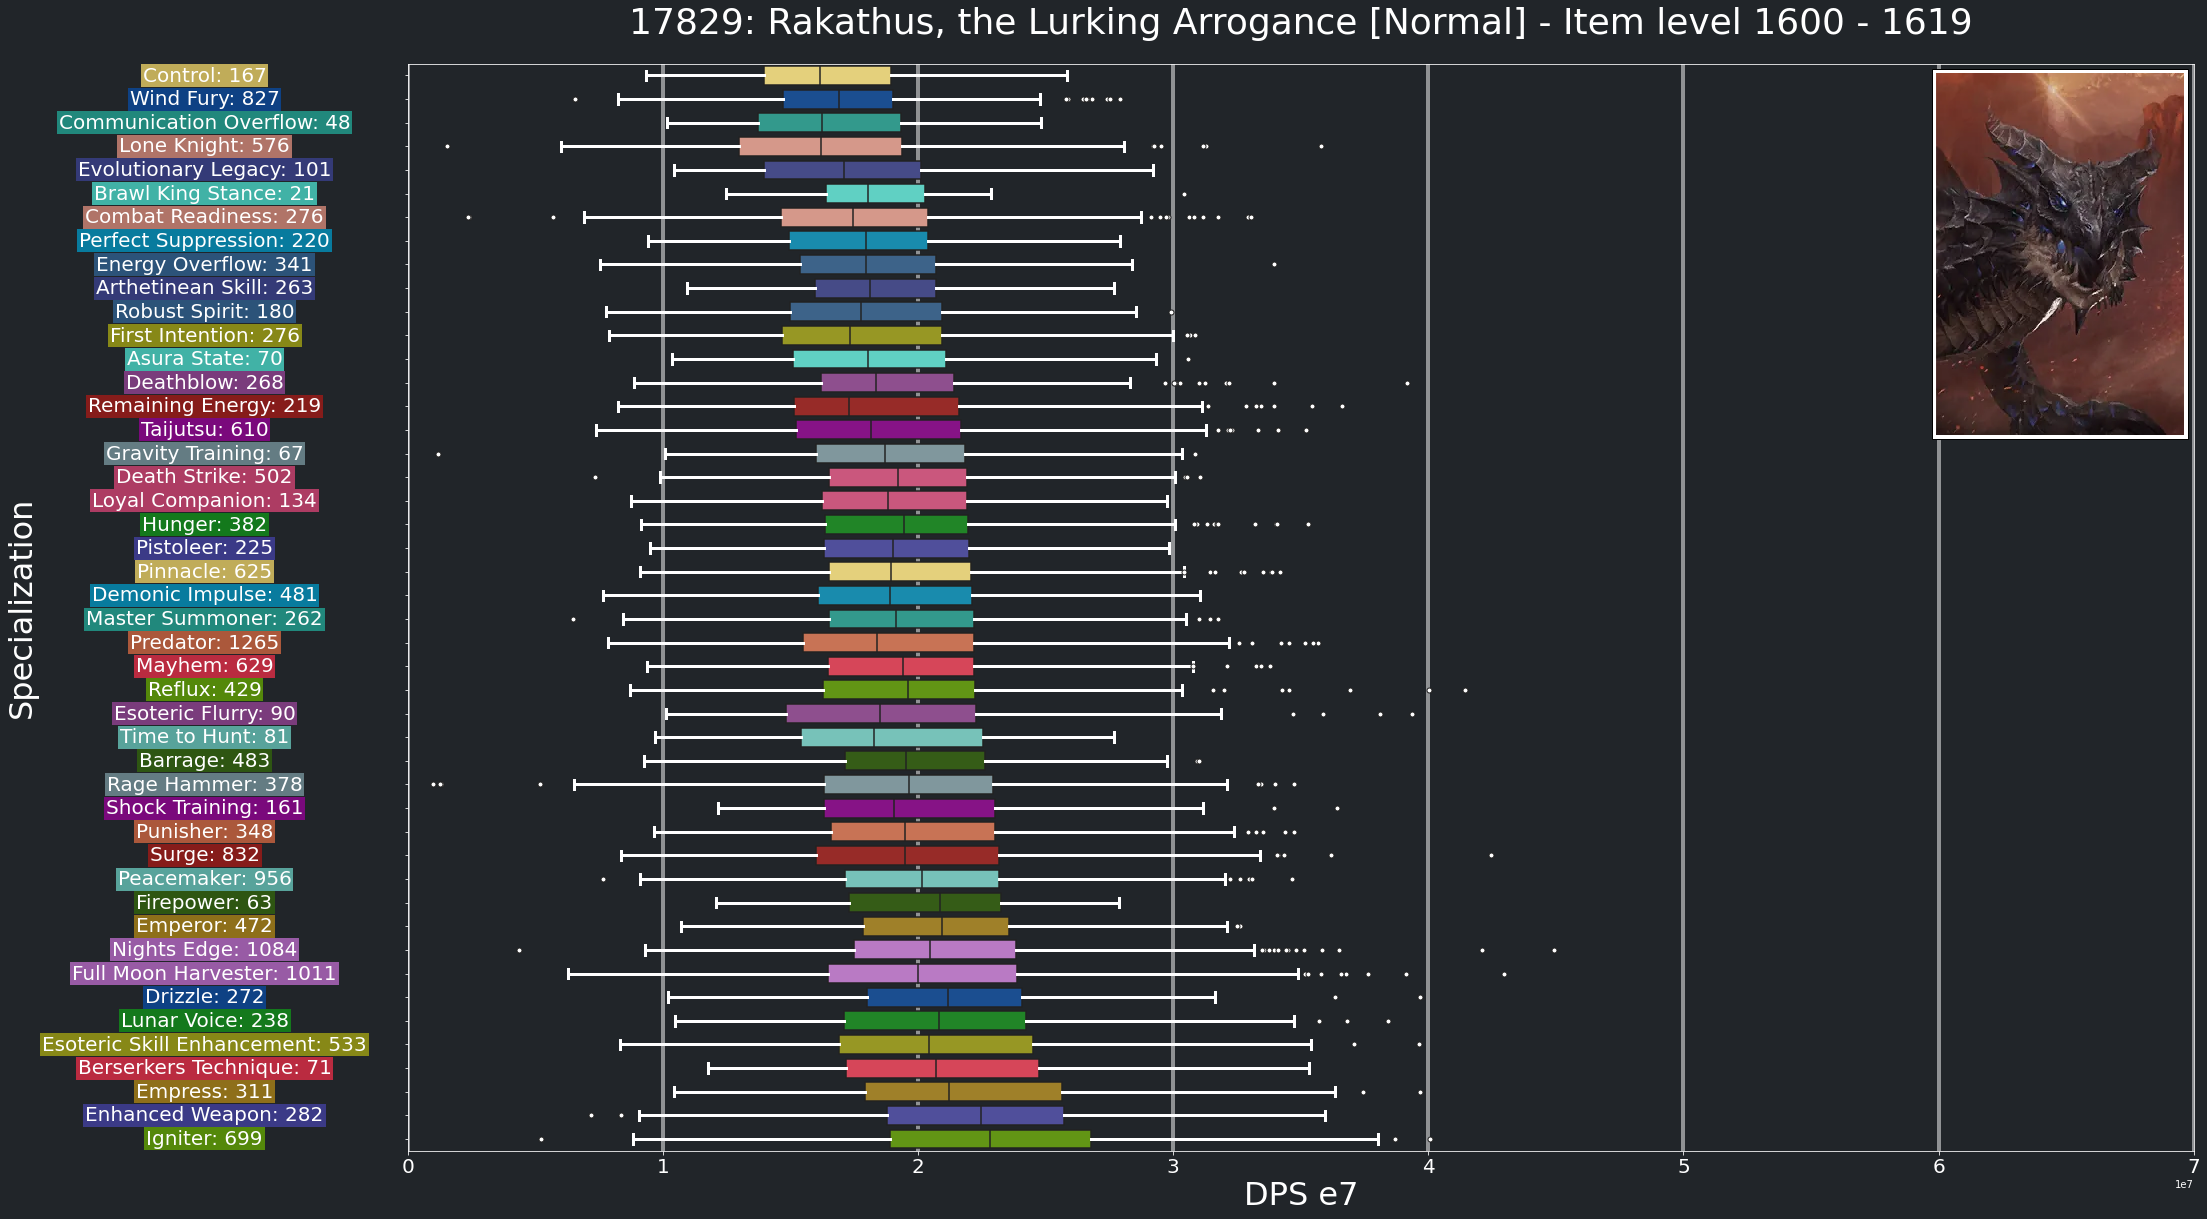 17829: Rakathus, the Lurking Arrogance [Normal] - Item level 1600 - 1619
Specialization
Control: 167
Wind Fury: 827
Communication Overflow: 48
Lone Knight: 576
Evolutionary Legacy: 101
Brawl King Stance: 21
Combat Readiness: 276
Perfect Suppression: 220
Energy Overflow: 341
Arthetinean Skill: 263
Robust Spirit: 180
First Intention: 276
Asura State: 70
Deathblow: 268
Remaining Energy: 219
Taijutsu: 610
Gravity Training: 67
Death Strike: 502
Loyal Companion: 134
Hunger: 382
Pistoleer: 225
Pinnacle: 625
Demonic Impulse: 481
Master Summoner: 262
Predator: 1265
Mayhem: 629
Reflux: 429
Esoteric Flurry: 90
Time to Hunt: 81
Barrage: 483
Rage Hammer: 378
Shock Training: 161
Punisher: 348
Surge: 832
Peacemaker: 956
Firepower: 63
Emperor: 472
Nights Edge: 1084
Full Moon Harvester: 1011
Drizzle: 272
Lunar Voice: 238
Esoteric Skill Enhancement: 533
Berserkers Technique: 71
Empress: 311
Enhanced Weapon: 282
Igniter: 699
0 1 2 3 4 5 6 7
1e7
DPS e7